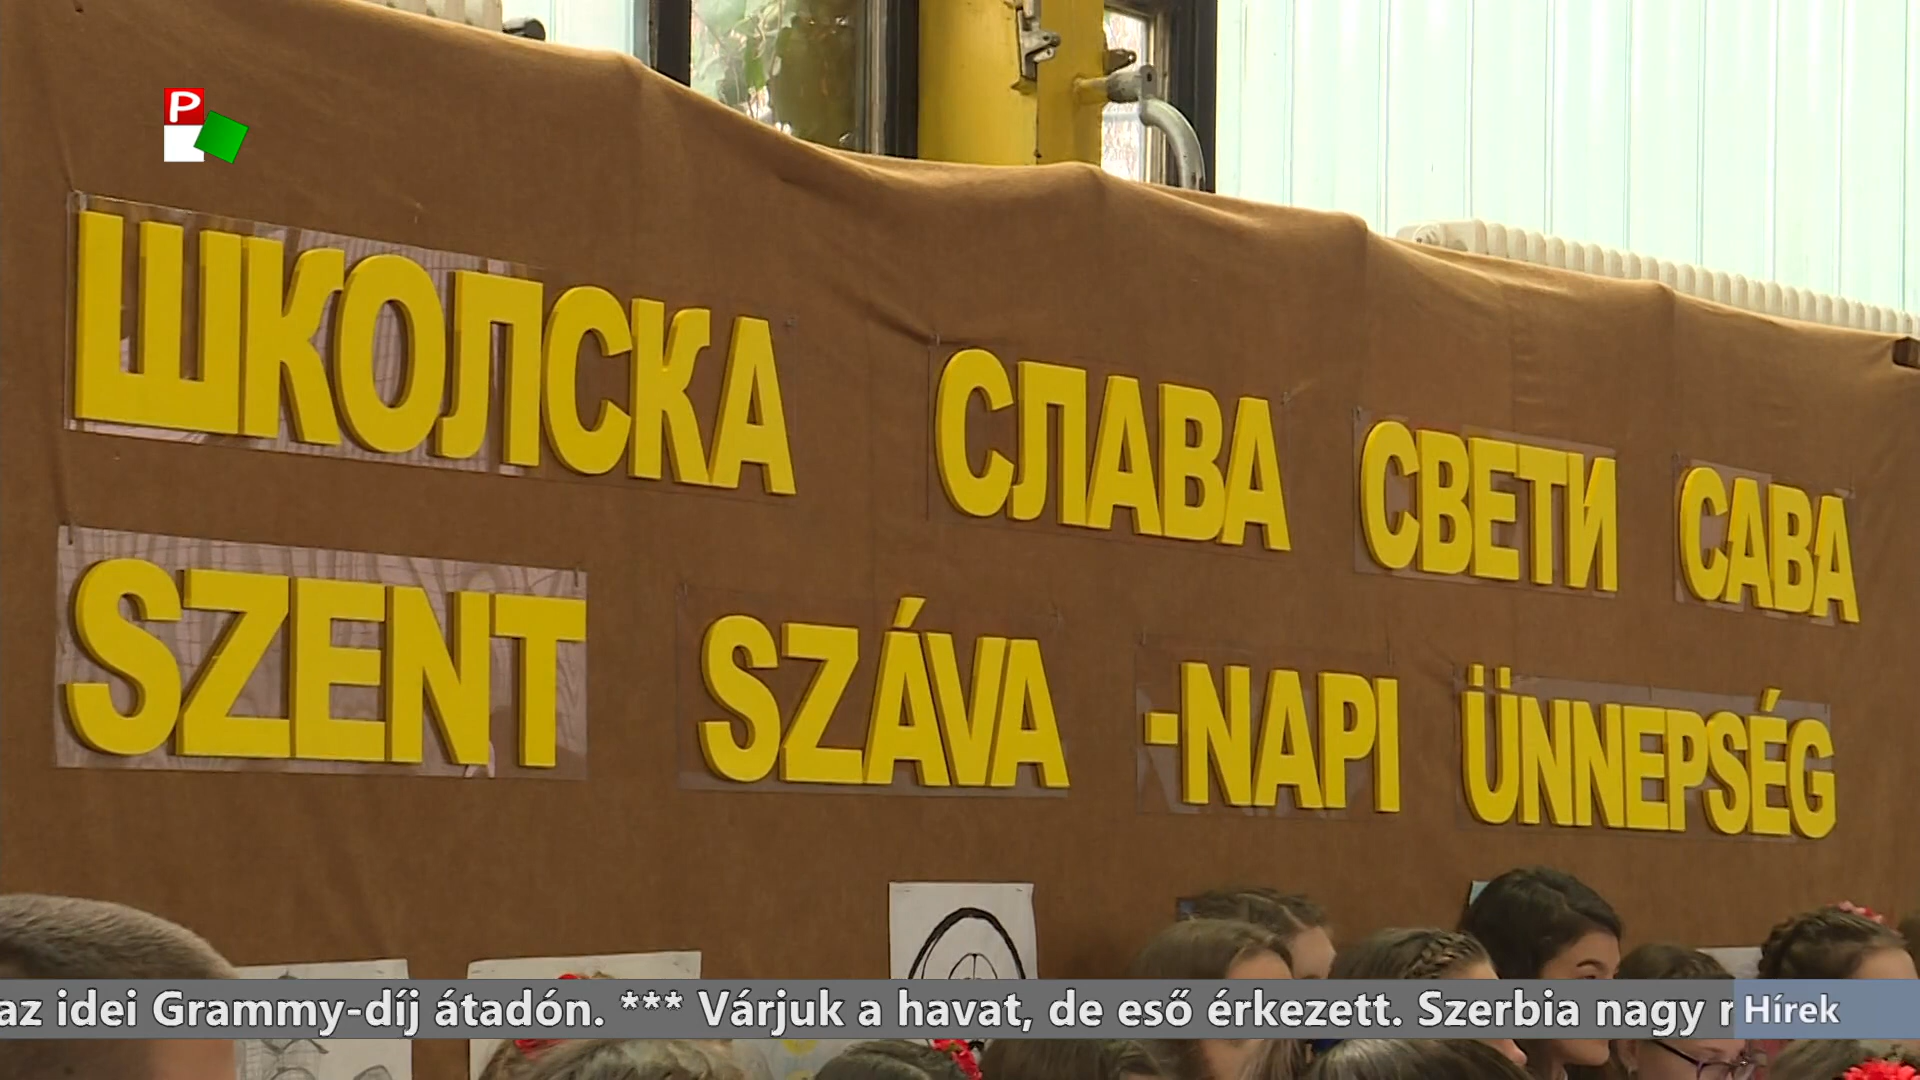 P
ШКОЛСКА СЛАВА СВЕТИ САВА
SZENT SZÁVA -NAPI ÜNNEPSÉG
az idei Grammy-díj átadón. *** Várjuk a havat, de eső érkezett. Szerbia nagy
Hírek